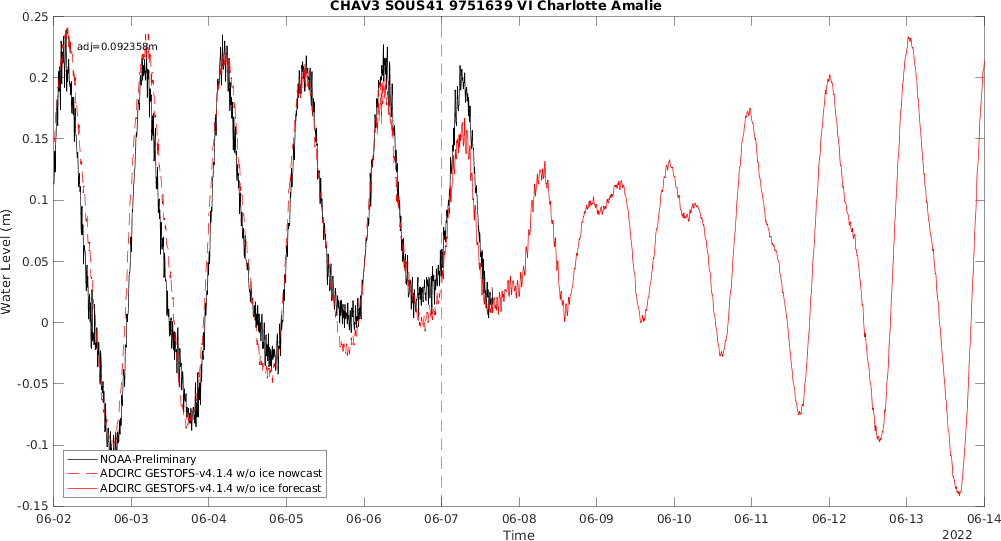 CHAV3 SOUS41 9751639 VI Charlotte Amalie
adj=0.092358m
0.25
0.2
0.15
0.1
0.05
0
-0.05
-0.1
-0.15
Water Level (m)
NOAA-Preliminary
ADCIRC GESTOFS-v4.1.4 w/o ice nowcast
ADCIRC GESTOFS-v4.1.4 w/o ice forecast
06-02 06-03 06-04 06-05 06-06 06-07 06-08 06-09 06-10 06-11 06-12 06-13 06-14
Time
2022